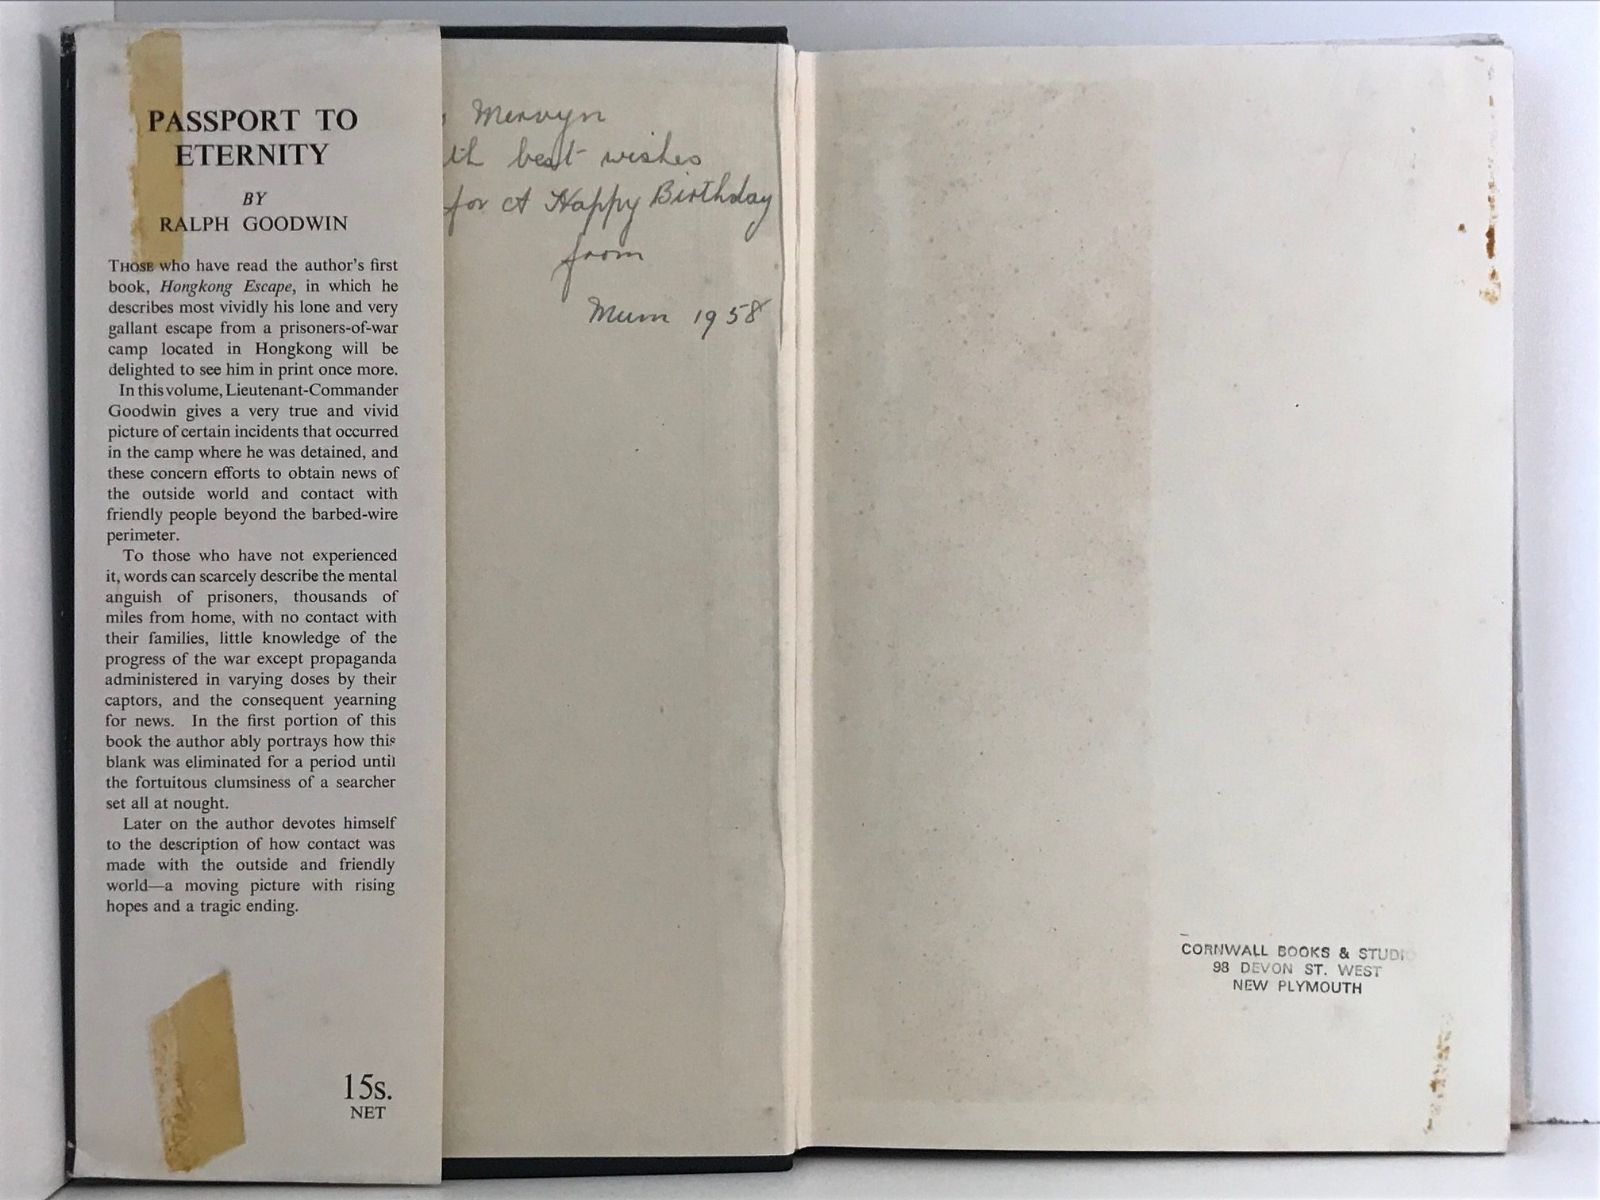 PASSPORT TO
ETERNITY
BY
RALPH GOODWIN
THOSE who have read the author's first
book, Hongkong Escape, in which he
describes most vividly his lone and very
gallant escape from a prisoners-of-war
camp located in Hongkong will be
delighted to see him in print once more.
In this volume, Lieutenant-Commander
Goodwin gives a very true and vivid
picture of certain incidents that occurred
in the camp where he was detained, and
these concern efforts to obtain news of
the outside world and contact with
friendly people beyond the barbed-wire
perimeter.
To those who have not experienced
it, words can scarcely describe the mental
anguish of prisoners, thousands of
miles from home, with no contact with
their families, little knowledge of the
progress of the war except propaganda
administered in varying doses by their
captors, and the consequent yearning
for news. In the first portion of this
book the author ably portrays how this
blank was eliminated for a period until
the fortuitous clumsiness of a searcher
set all at nought.
Later on the author devotes himself
to the description of how contact was
made with the outside and friendly
world—a moving picture with rising
hopes and a tragic ending.
15s.
NET
Mervyn
ith best wishes
for A Happy Birthday
from
Mum 1958
CORNWALL BOOKS & STUDIO
98 DEVON ST. WEST
NEW PLYMOUTH